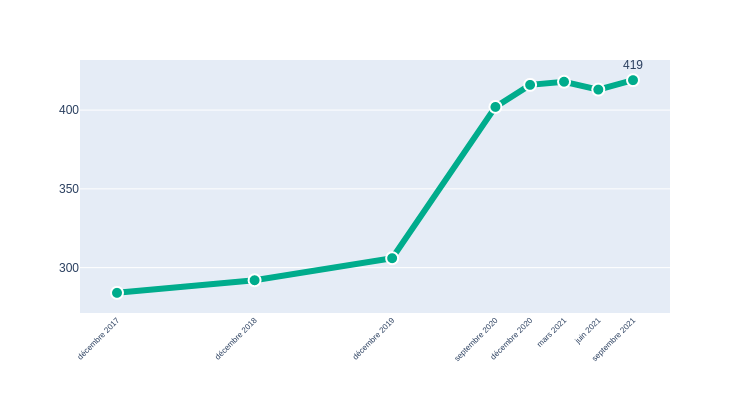 419
400
350
300
décembre 2017
décembre 2018
décembre 2019
septembre 2020
décembre 2020
mars 2021
juin 2021
septembre 2021